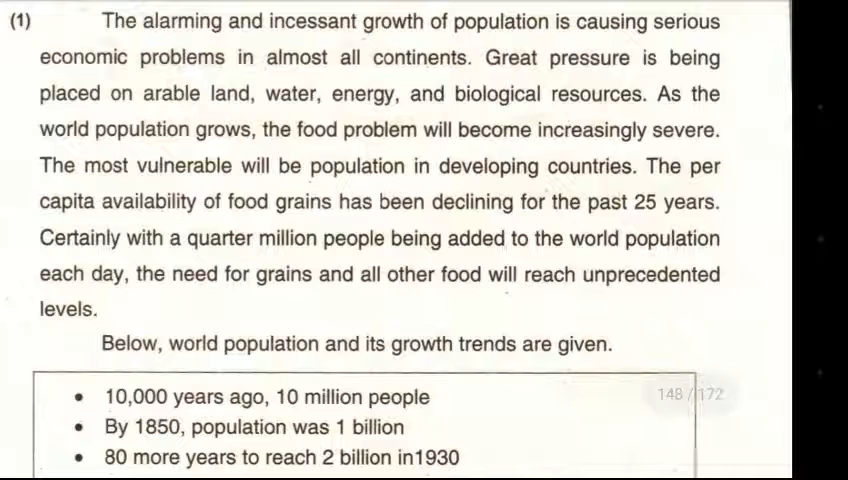 (1) The alarming and incessant growth of population is causing serious
economic problems in almost all continents. Great pressure is being
placed on arable land, water, energy, and biological resources. As the
world population grows, the food problem will become increasingly severe.
The most vulnerable will be population in developing countries. The per
capita availability of food grains has been declining for the past 25 years.
Certainly with a quarter million people being added to the world population
each day, the need for grains and all other food will reach unprecedented
levels.
Below, world population and its growth trends are given.
• 10,000 years ago, 10 million people
148 / 172
• By 1850, population was 1 billion
• 80 more years to reach 2 billion in1930